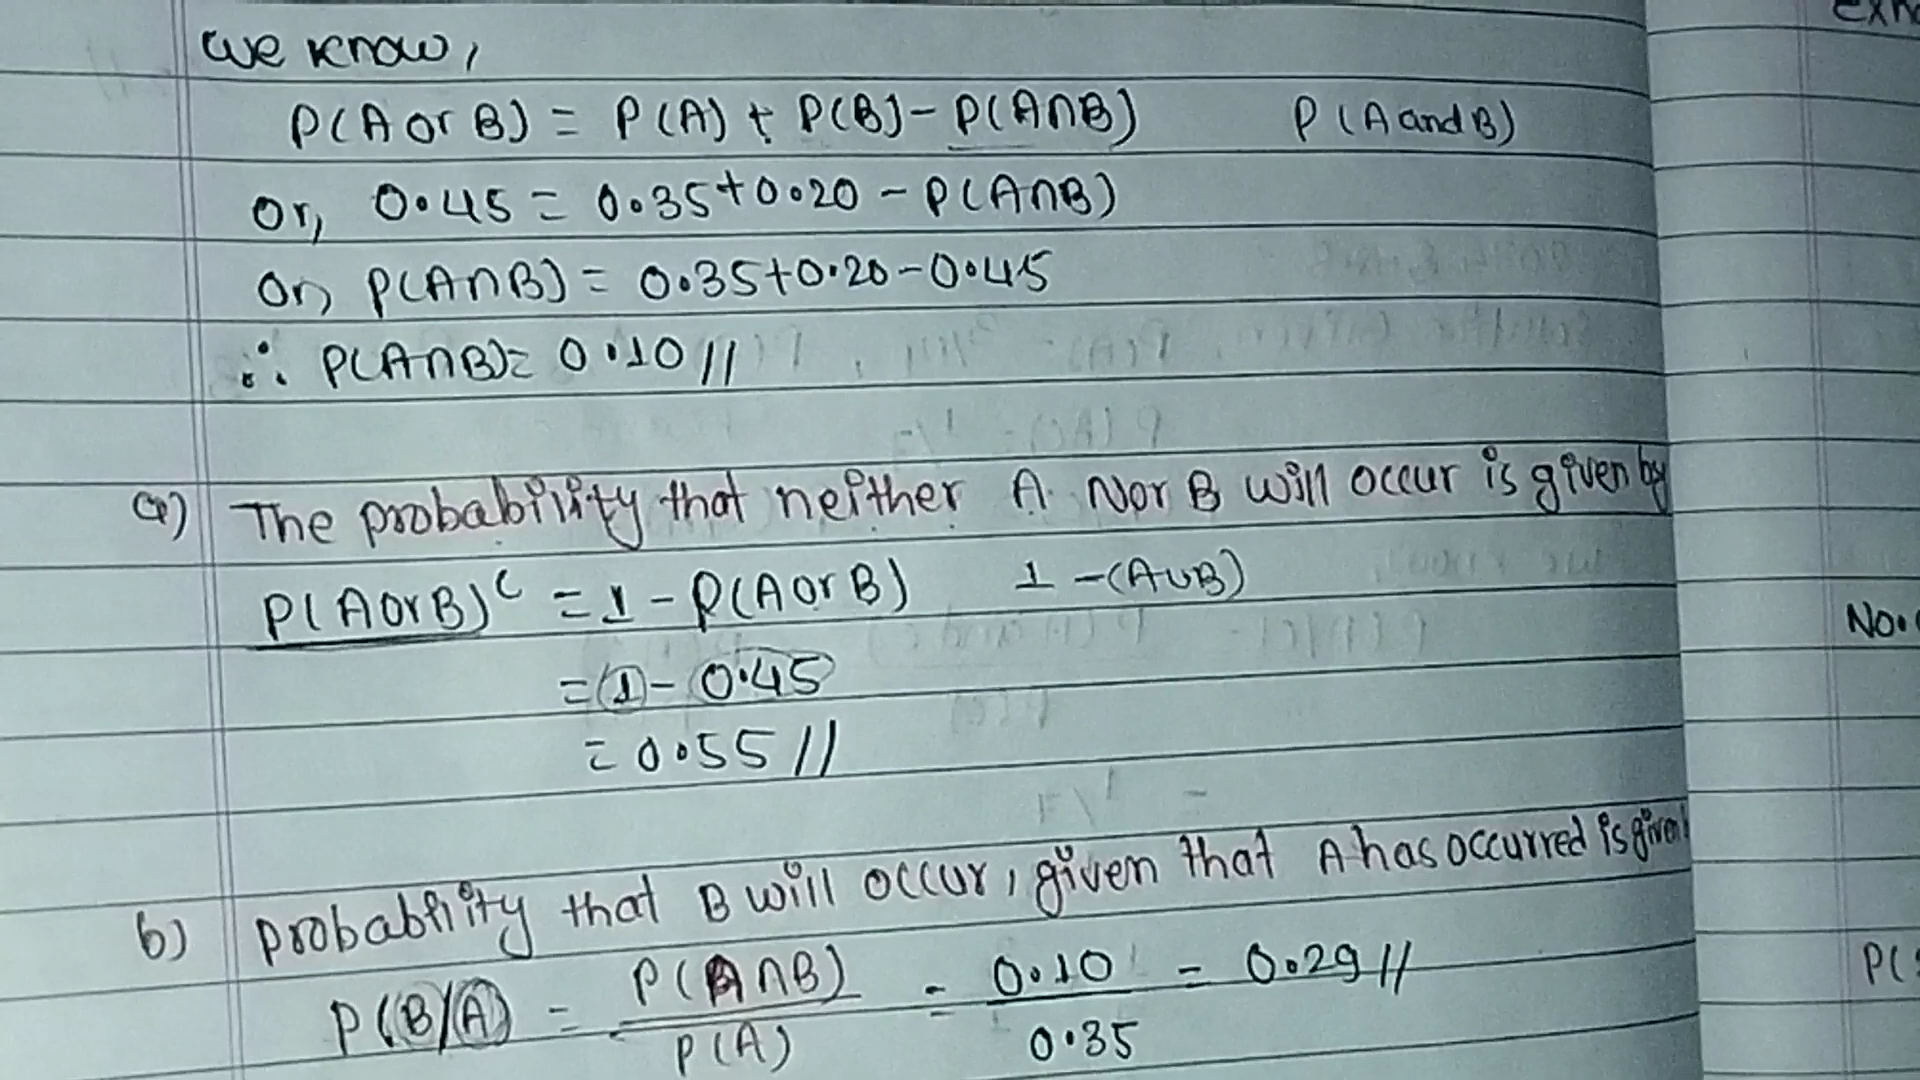 We know,
P(A or B) = P(A) + P(B) - P(A∩B) P(A and B)
or, 0.45 = 0.35+0.20 - P(A∩B)
or, P(A∩B) = 0.35+0.20-0.45
∴ P(A∩B)= 0.10//
a) The probability that neither A Nor B will occur is given by
P(A or B)ᶜ = 1 - P(A or B) 1 -(A∪B)
= 1 - 0.45
= 0.55//
b) probability that B will occur, given that A has occurred is given
P(B/A) = P(A∩B) = 0.10 = 0.29//
P(A) 0.35
No.
P(